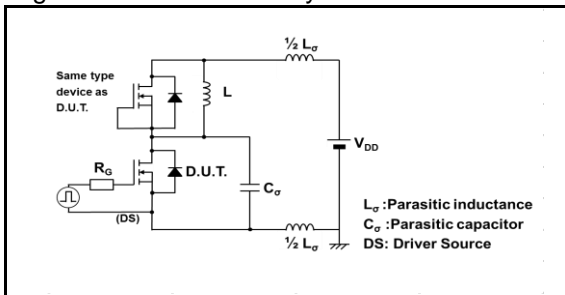 ½ Lσ
Same type
device as
D.U.T.
L
VDD
RG
D.U.T.
Cσ
(DS)
½ Lσ
Lσ :Parasitic inductance
Cσ :Parasitic capacitor
DS: Driver Source